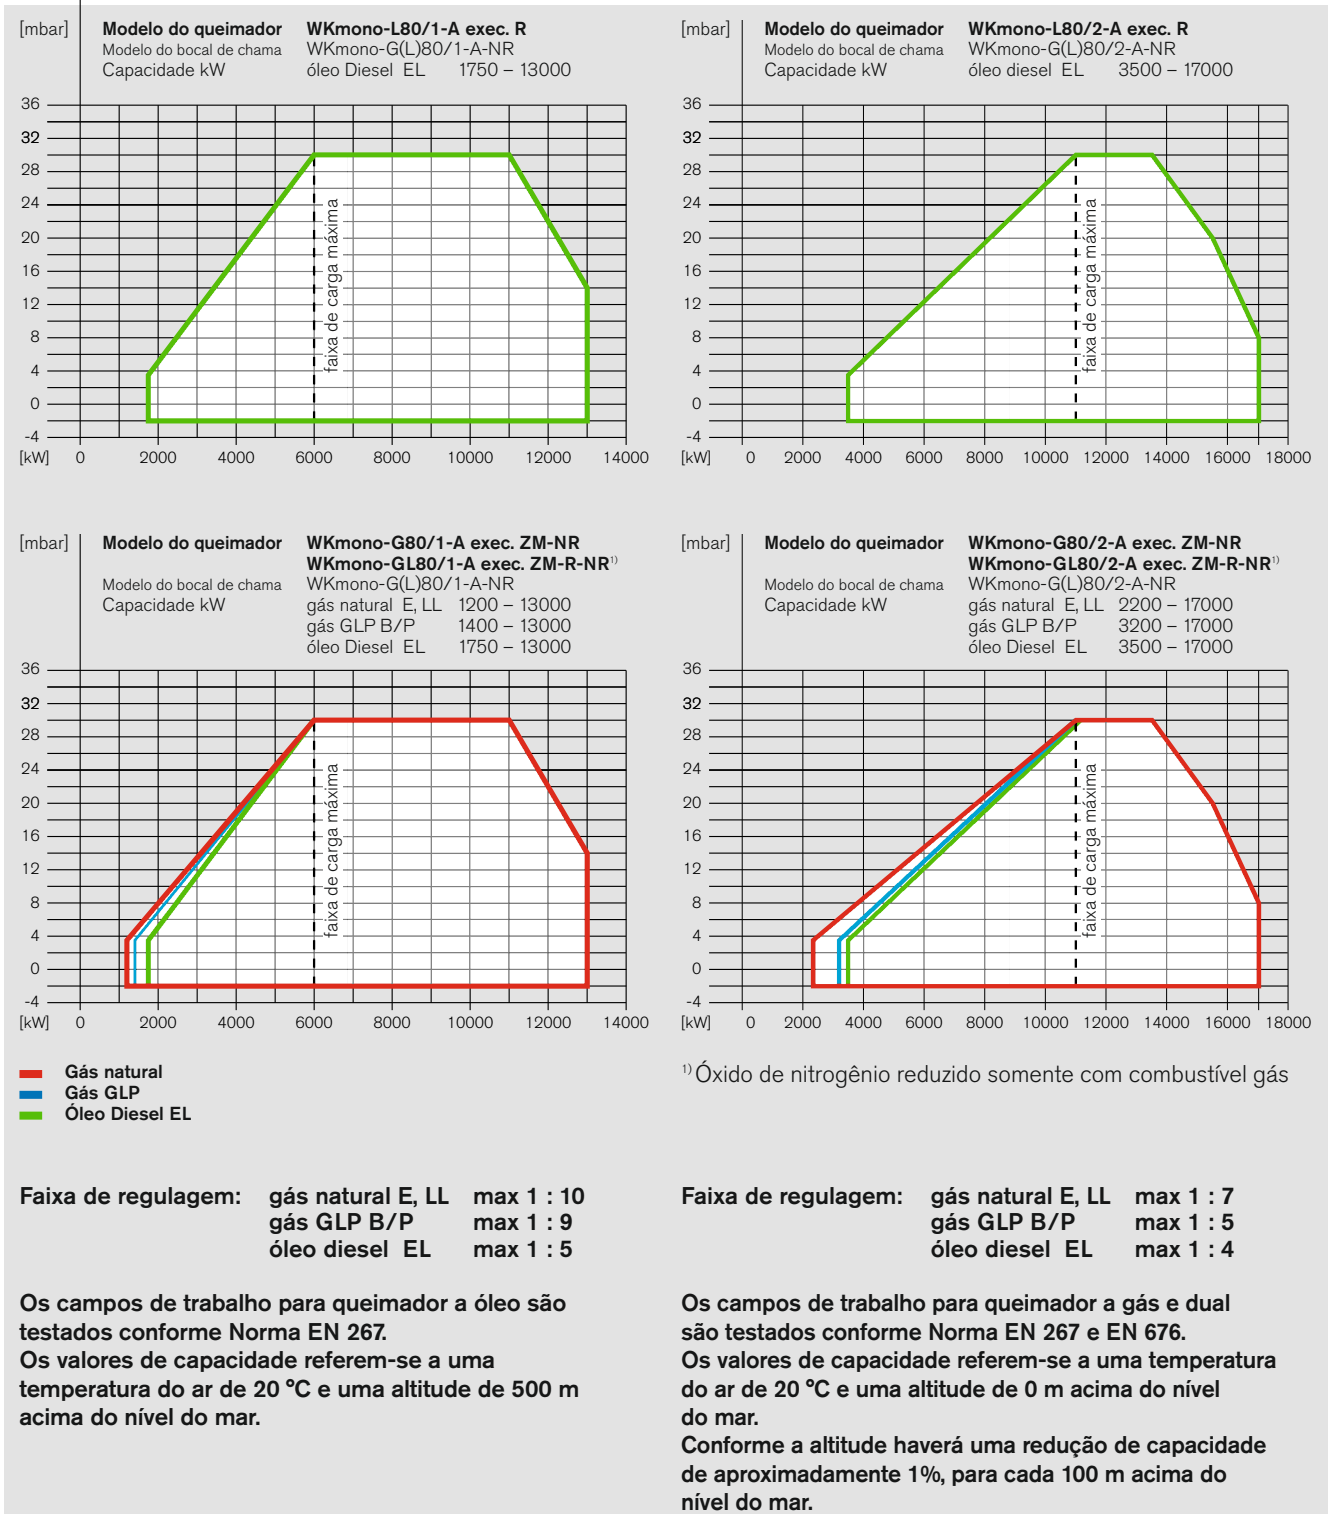 [mbar]
Modelo do queimador WKmono-L80/1-A exec. R
Modelo do bocal de chama WKmono-G(L)80/1-A-NR
Capacidade kW óleo Diesel EL 1750 – 13000
36
32
28
24
20
16
12
8
4
0
-4
faixa de carga máxima
[kW] 0 2000 4000 6000 8000 10000 12000 14000
[mbar]
Modelo do queimador WKmono-L80/2-A exec. R
Modelo do bocal de chama WKmono-G(L)80/2-A-NR
Capacidade kW óleo diesel EL 3500 – 17000
36
32
28
24
20
16
12
8
4
0
-4
faixa de carga máxima
[kW] 0 2000 4000 6000 8000 10000 12000 14000 16000 18000
[mbar]
Modelo do queimador WKmono-G80/1-A exec. ZM-NR
WKmono-GL80/1-A exec. ZM-R-NR1)
Modelo do bocal de chama WKmono-G(L)80/1-A-NR
Capacidade kW gás natural E, LL 1200 – 13000
gás GLP B/P 1400 – 13000
óleo Diesel EL 1750 – 13000
36
32
28
24
20
16
12
8
4
0
-4
faixa de carga máxima
[kW] 0 2000 4000 6000 8000 10000 12000 14000
[mbar]
Modelo do queimador WKmono-G80/2-A exec. ZM-NR
WKmono-GL80/2-A exec. ZM-R-NR1)
Modelo do bocal de chama WKmono-G(L)80/2-A-NR
Capacidade kW gás natural E, LL 2200 – 17000
gás GLP B/P 3200 – 17000
óleo Diesel EL 3500 – 17000
36
32
28
24
20
16
12
8
4
0
-4
faixa de carga máxima
[kW] 0 2000 4000 6000 8000 10000 12000 14000 16000 18000
Gás natural
Gás GLP
Óleo Diesel EL
1) Óxido de nitrogênio reduzido somente com combustível gás
Faixa de regulagem: gás natural E, LL max 1 : 10
gás GLP B/P max 1 : 9
óleo diesel EL max 1 : 5
Os campos de trabalho para queimador a óleo são
testados conforme Norma EN 267.
Os valores de capacidade referem-se a uma
temperatura do ar de 20 °C e uma altitude de 500 m
acima do nível do mar.
Faixa de regulagem: gás natural E, LL max 1 : 7
gás GLP B/P max 1 : 5
óleo diesel EL max 1 : 4
Os campos de trabalho para queimador a gás e dual
são testados conforme Norma EN 267 e EN 676.
Os valores de capacidade referem-se a uma temperatura
do ar de 20 °C e uma altitude de 0 m acima do nível
do mar.
Conforme a altitude haverá uma redução de capacidade
de aproximadamente 1%, para cada 100 m acima do
nível do mar.